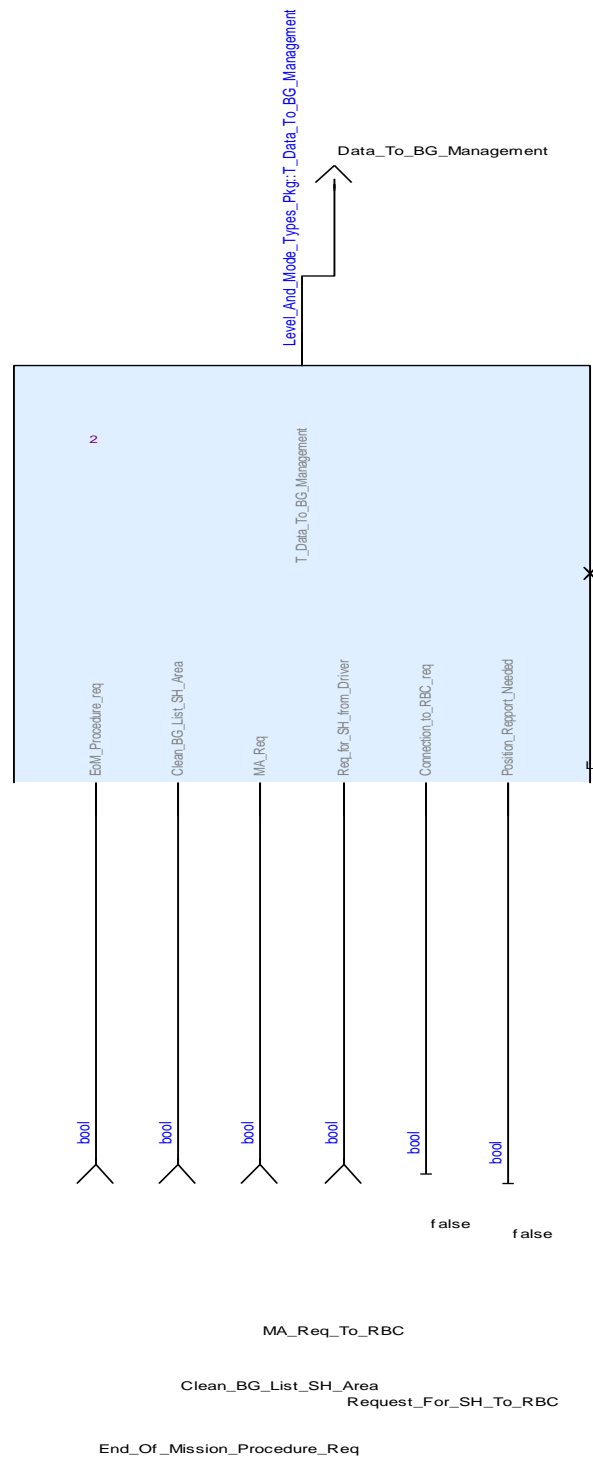 Level_And_Mode_Types_Pkg::T_Data_To_BG_Management
Data_To_BG_Management
2
T_Data_To_BG_Management
EoM_Procedure_req
Clean_BG_List_SH_Area
MA_Req
Req_for_SH_from_Driver
Connection_to_RBC_req
Position_Repport_Needed
bool
bool
bool
bool
bool
bool
false
false
MA_Req_To_RBC
Clean_BG_List_SH_Area
Request_For_SH_To_RBC
End_Of_Mission_Procedure_Req